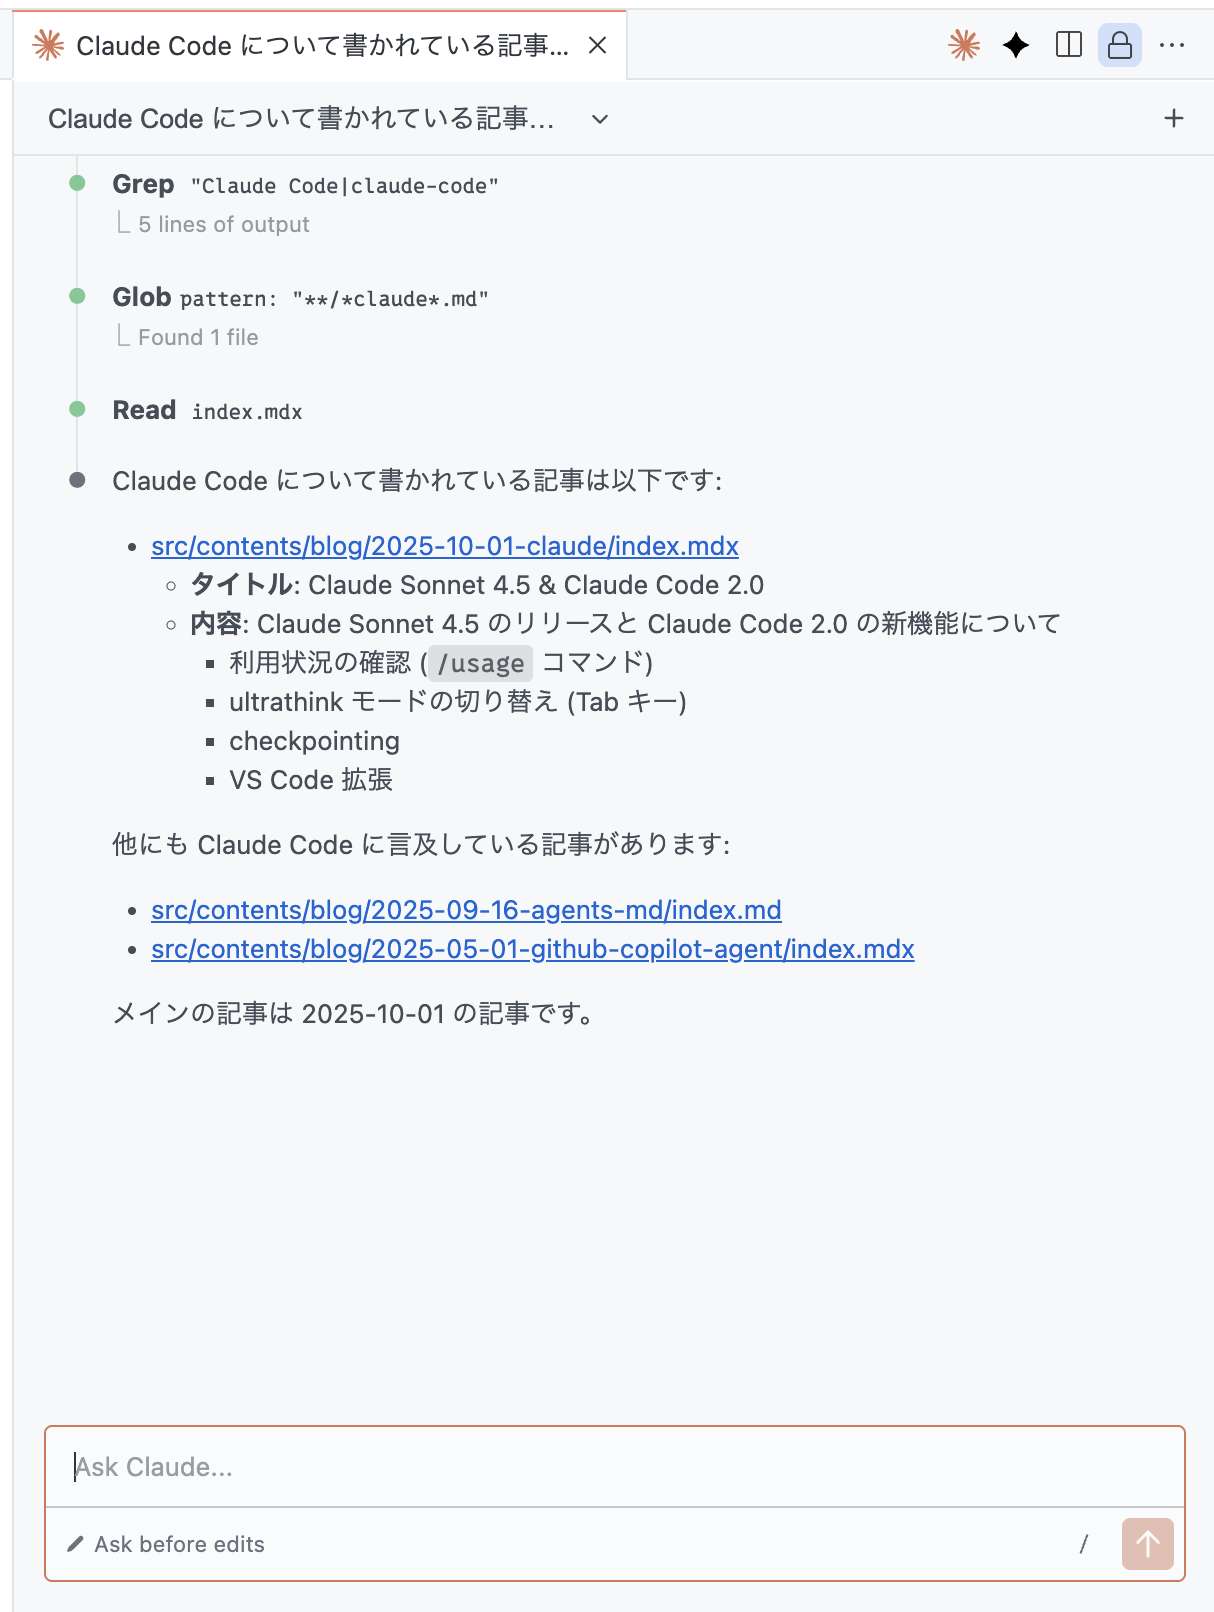 Claude Code について書かれている記事...
Claude Code について書かれている記事...
Grep "Claude Code|claude-code"
5 lines of output
Glob pattern: "**/*claude*.md"
Found 1 file
Read index.mdx
Claude Code について書かれている記事は以下です:
src/contents/blog/2025-10-01-claude/index.mdx
タイトル: Claude Sonnet 4.5 & Claude Code 2.0
内容: Claude Sonnet 4.5 のリリースと Claude Code 2.0 の新機能について
利用状況の確認 (/usage コマンド)
ultrathink モードの切り替え (Tab キー)
checkpointing
VS Code 拡張
他にも Claude Code に言及している記事があります:
src/contents/blog/2025-09-16-agents-md/index.md
src/contents/blog/2025-05-01-github-copilot-agent/index.mdx
メインの記事は 2025-10-01 の記事です。
Ask Claude...
Ask before edits /